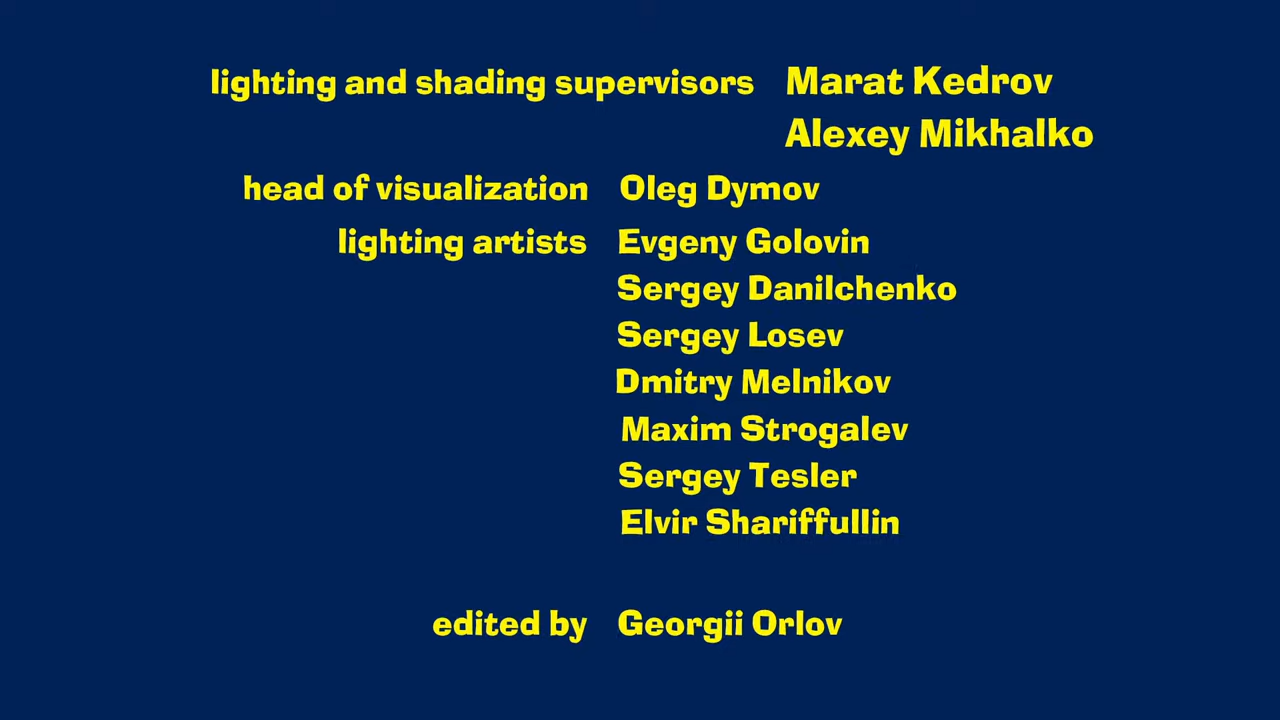 lighting and shading supervisors Marat Kedrov
Alexey Mikhalko
head of visualization Oleg Dymov
lighting artists Evgeny Golovin
Sergey Danilchenko
Sergey Losev
Dmitry Melnikov
Maxim Strogalev
Sergey Tesler
Elvir Shariffullin
edited by Georgii Orlov